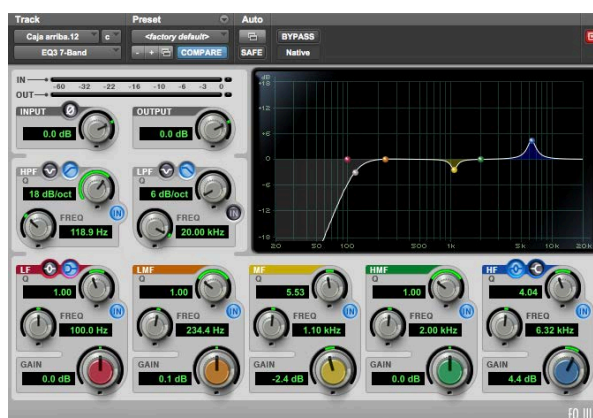 Track Preset Auto
Caja arriba.12 c <factory default> BYPASS
EQ3 7-Band - + COMPARE SAFE Native
IN
-60 -32 -22 -16 -10 -6 -3 0
OUT
INPUT Ø OUTPUT
0.0 dB 0.0 dB
HPF LPF
Q Q
18 dB/oct 6 dB/oct
IN IN
FREQ FREQ
118.9 Hz 20.00 kHz
dB
+12
+6
0
-6
-12
-18
20 50 100 500 1k 5k 10k 20k
LF LMF MF HMF HF
Q Q Q Q Q
1.00 1.00 5.53 1.00 4.04
IN IN IN IN IN
FREQ FREQ FREQ FREQ FREQ
100.0 Hz 234.4 Hz 1.10 kHz 2.00 kHz 6.32 kHz
GAIN GAIN GAIN GAIN GAIN
0.0 dB 0.1 dB -2.4 dB 0.0 dB 4.4 dB
EQ III